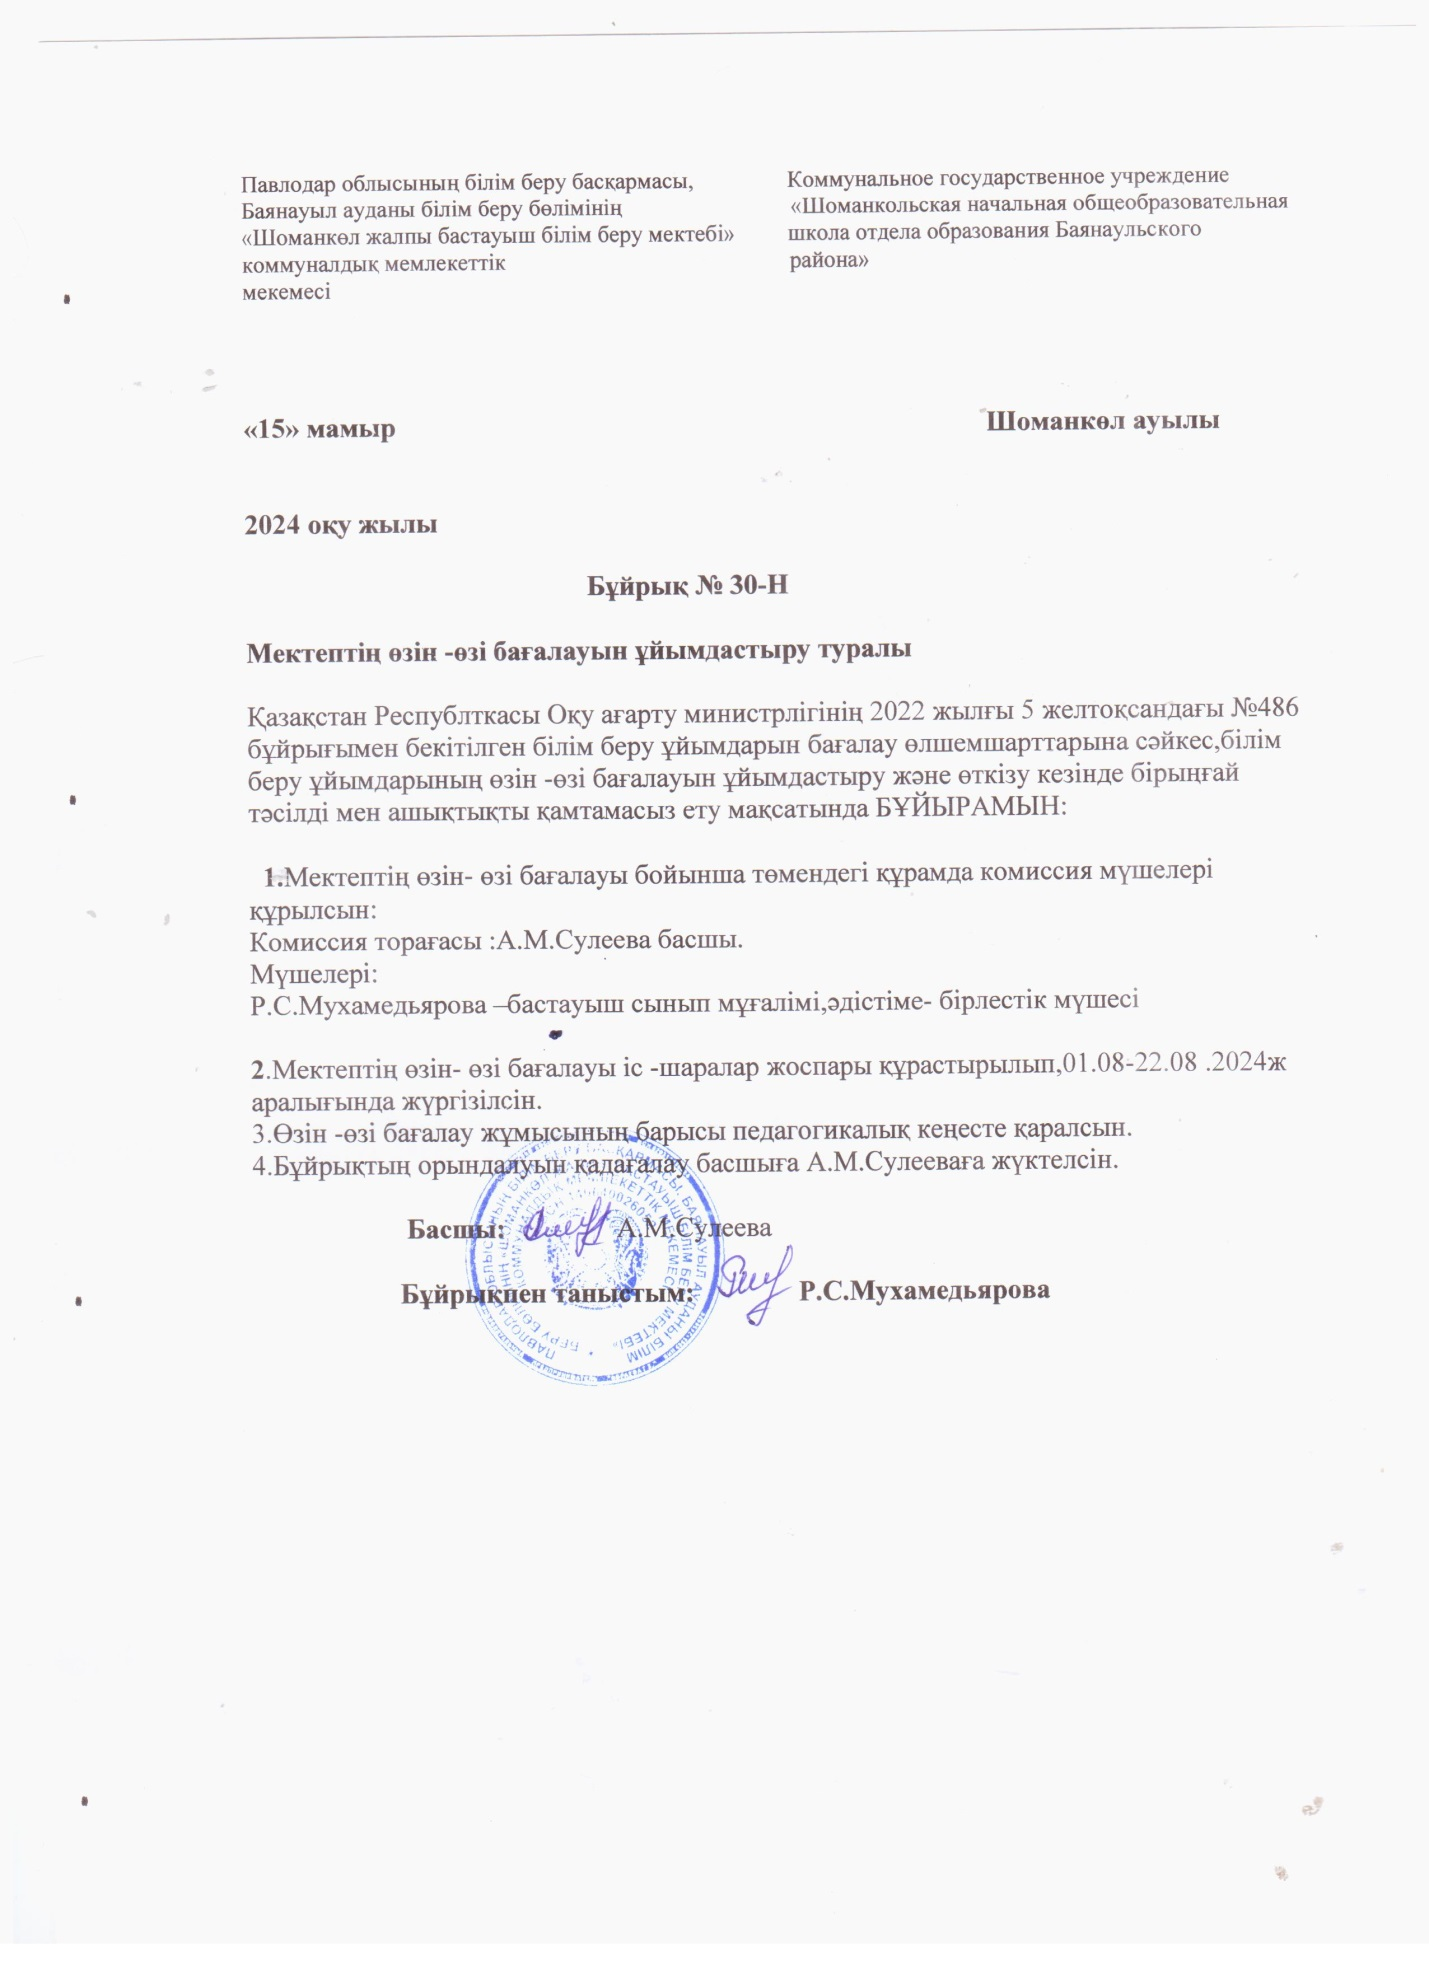 Павлодар облысының білім беру басқармасы,
Баянауыл ауданы білім беру бөлімінің
«Шоманкөл жалпы бастауыш білім беру мектебі»
коммуналдық мемлекеттік
мекемесі
Коммунальное государственное учреждение
«Шоманкольская начальная общеобразовательная
школа отдела образования Баянаульского
района»
«15» мамыр
Шоманкөл ауылы
2024 оқу жылы
Бұйрық № 30-Н
Мектептің өзін -өзі бағалауын ұйымдастыру туралы
Қазақстан Республткасы Оқу ағарту министрлігінің 2022 жылғы 5 желтоқсандағы №486
бұйрығымен бекітілген білім беру ұйымдарын бағалау өлшемшарттарына сәйкес,білім
беру ұйымдарының өзін -өзі бағалауын ұйымдастыру және өткізу кезінде бірыңғай
тәсілді мен ашықтықты қамтамасыз ету мақсатында БҰЙЫРАМЫН:
1.Мектептің өзін- өзі бағалауы бойынша төмендегі құрамда комиссия мүшелері
құрылсын:
Комиссия торағасы :А.М.Сулеева басшы.
Мүшелері:
Р.С.Мухамедьярова –бастауыш сынып мұғалімі,әдістіме- бірлестік мүшесі
2.Мектептің өзін- өзі бағалауы іс -шаралар жоспары құрастырылып,01.08-22.08 .2024ж
аралығында жүргізілсін.
3.Өзін -өзі бағалау жұмысының барысы педагогикалық кеңесте қаралсын.
4.Бұйрықтың орындалуын қадағалау басшыға А.М.Сулееваға жүктелсін.
Басшы: А.М.Сулеева
Бұйрықпен таныстым: Р.С.Мухамедьярова